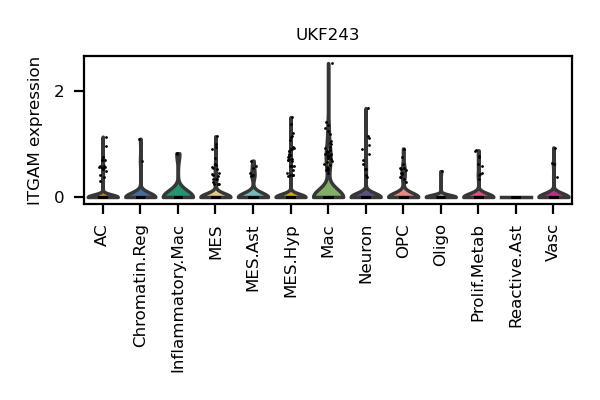 UKF243
ITGAM expression
2
0
AC
Chromatin.Reg
Inflammatory.Mac
MES
MES.Ast
MES.Hyp
Mac
Neuron
OPC
Oligo
Prolif.Metab
Reactive.Ast
Vasc